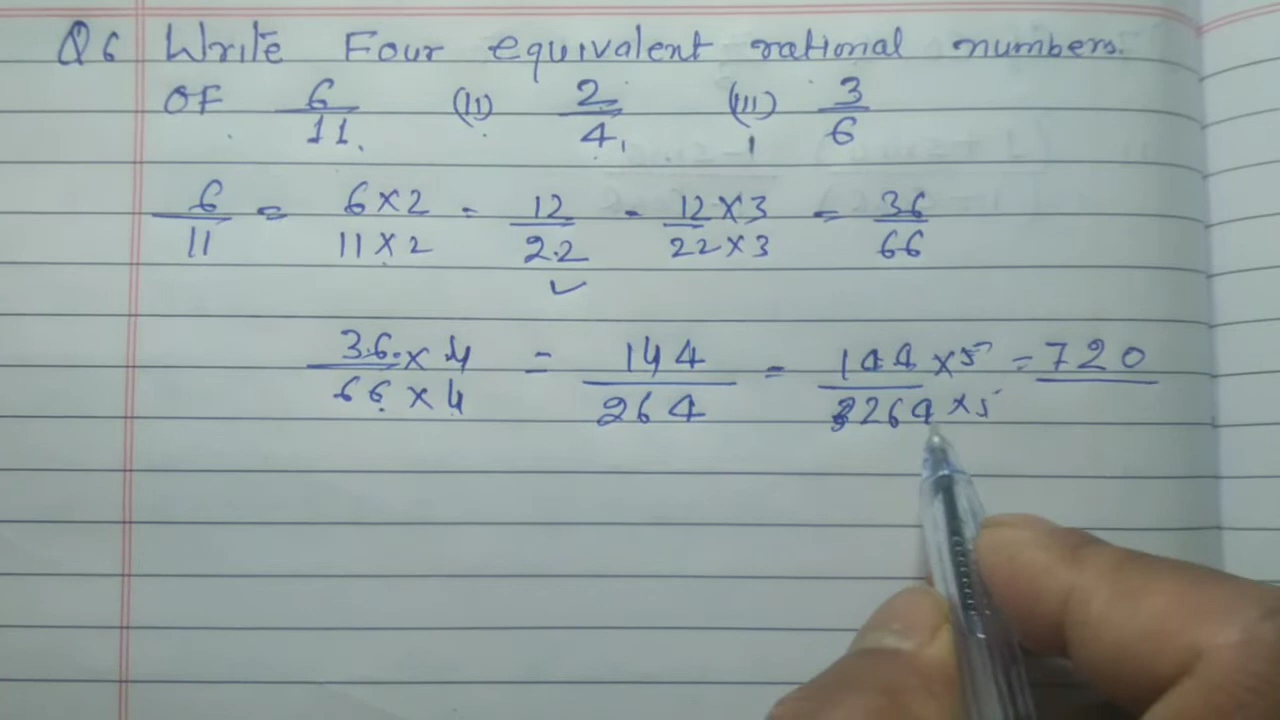 Q6 Write Four equivalent rational numbers.
OF 6/11. (II) 2/4, (III) 3/6
6/11 = 6×2/11×2 = 12/22 = 12×3/22×3 = 36/66
36×4/66×4 = 144/264 = 144×5/264×5 = 720